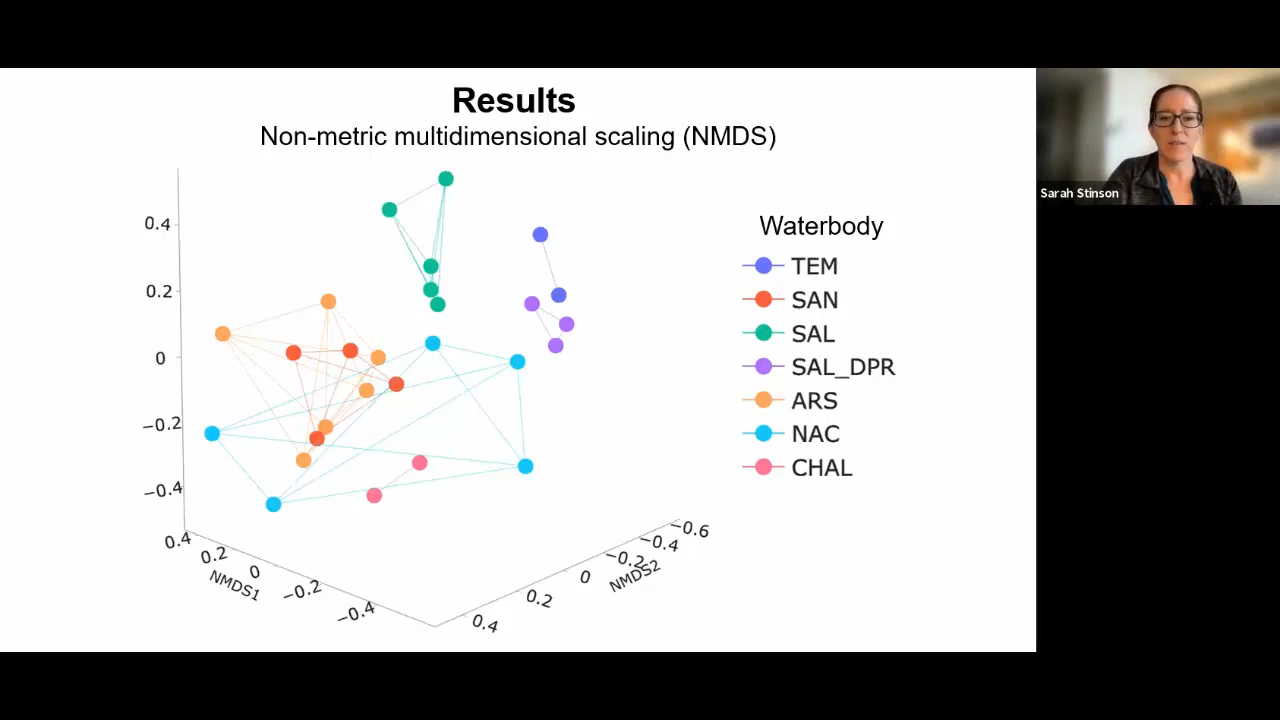 Results
Non-metric multidimensional scaling (NMDS)
Sarah Stinson
Waterbody
TEM
SAN
SAL
SAL_DPR
ARS
NAC
CHAL
0.4
0.2
0
−0.2
−0.4
0.4
0.2
0
−0.2
−0.4
NMDS1
0.4
0.2
0
−0.2
−0.4
−0.6
NMDS2